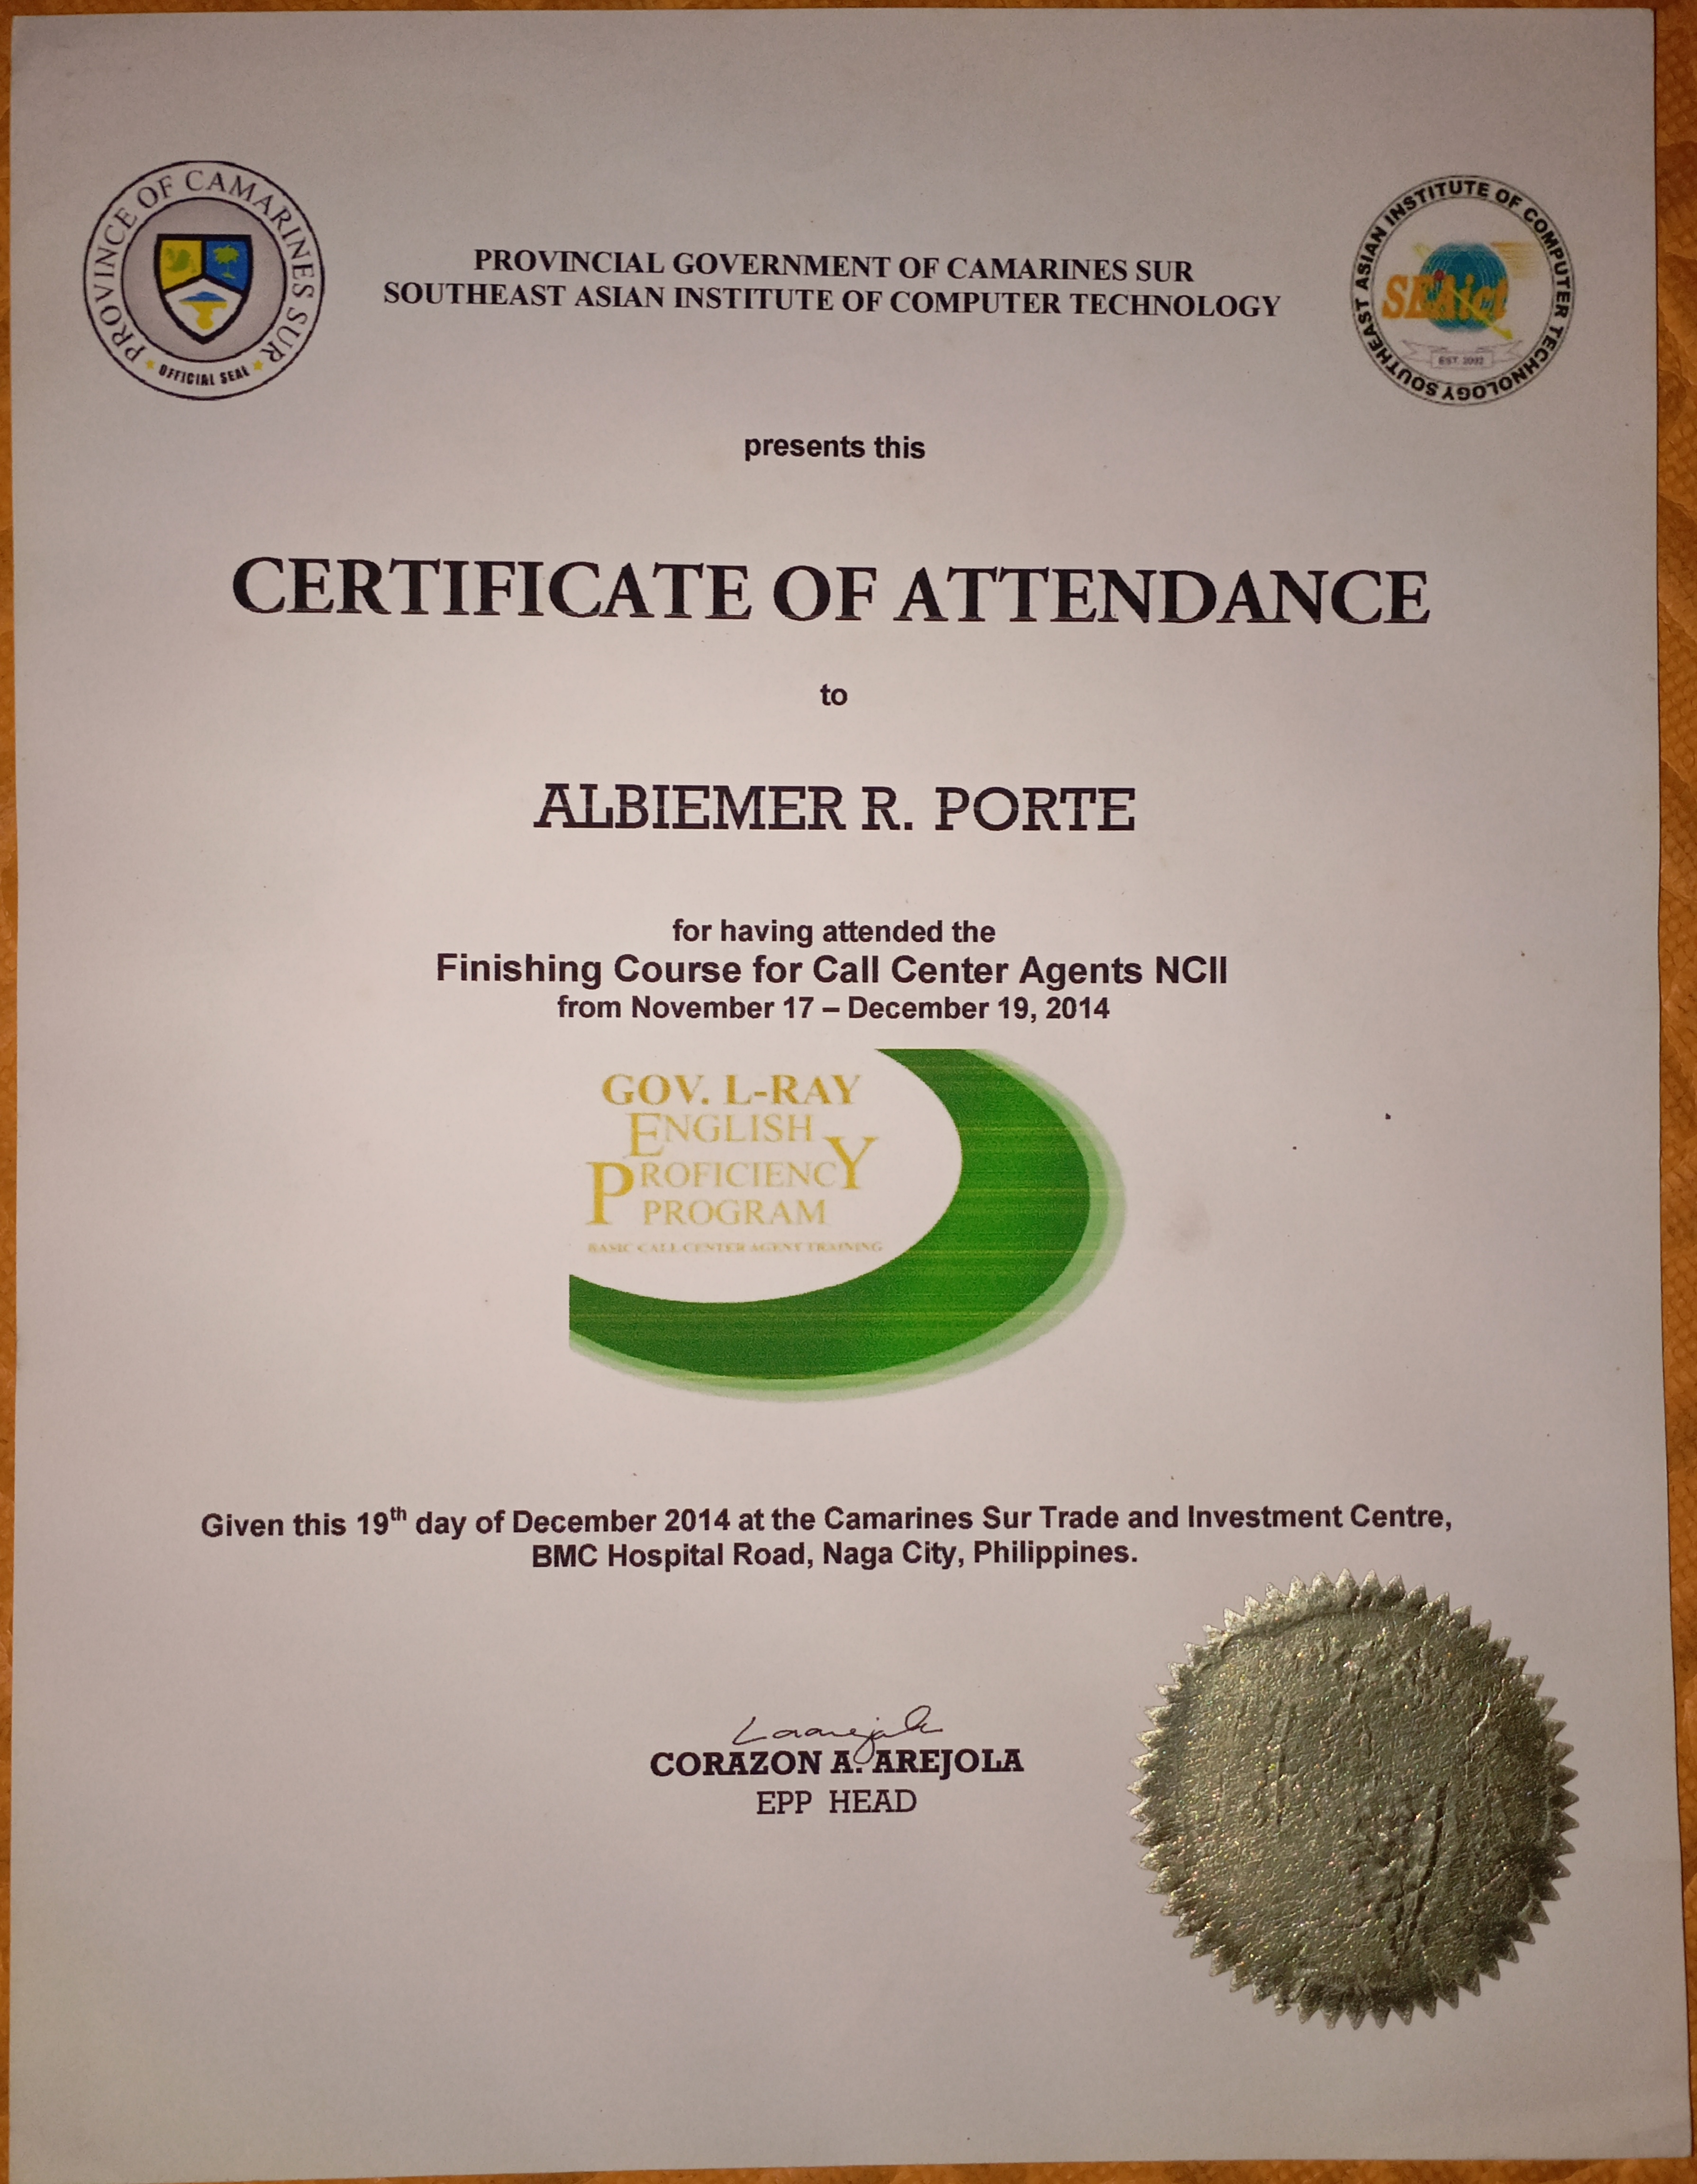 PROVINCE OF CAMARINES SUR
OFFICIAL SEAL
PROVINCIAL GOVERNMENT OF CAMARINES SUR
SOUTHEAST ASIAN INSTITUTE OF COMPUTER TECHNOLOGY
SOUTHEAST ASIAN INSTITUTE OF COMPUTER TECHNOLOGY
SEAict
EST. 2002
presents this
CERTIFICATE OF ATTENDANCE
to
ALBIEMER R. PORTE
for having attended the
Finishing Course for Call Center Agents NCII
from November 17 – December 19, 2014
GOV. L-RAY
ENGLISH
PROFICIENCY
PROGRAM
BASIC CALL CENTER AGENT TRAINING
Given this 19th day of December 2014 at the Camarines Sur Trade and Investment Centre,
BMC Hospital Road, Naga City, Philippines.
CORAZON A. AREJOLA
EPP HEAD